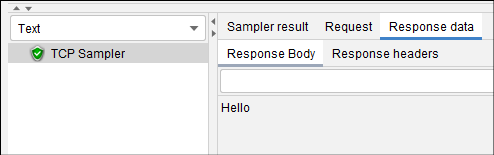 Text
TCP Sampler
Sampler result Request Response data
Response Body Response headers
Hello